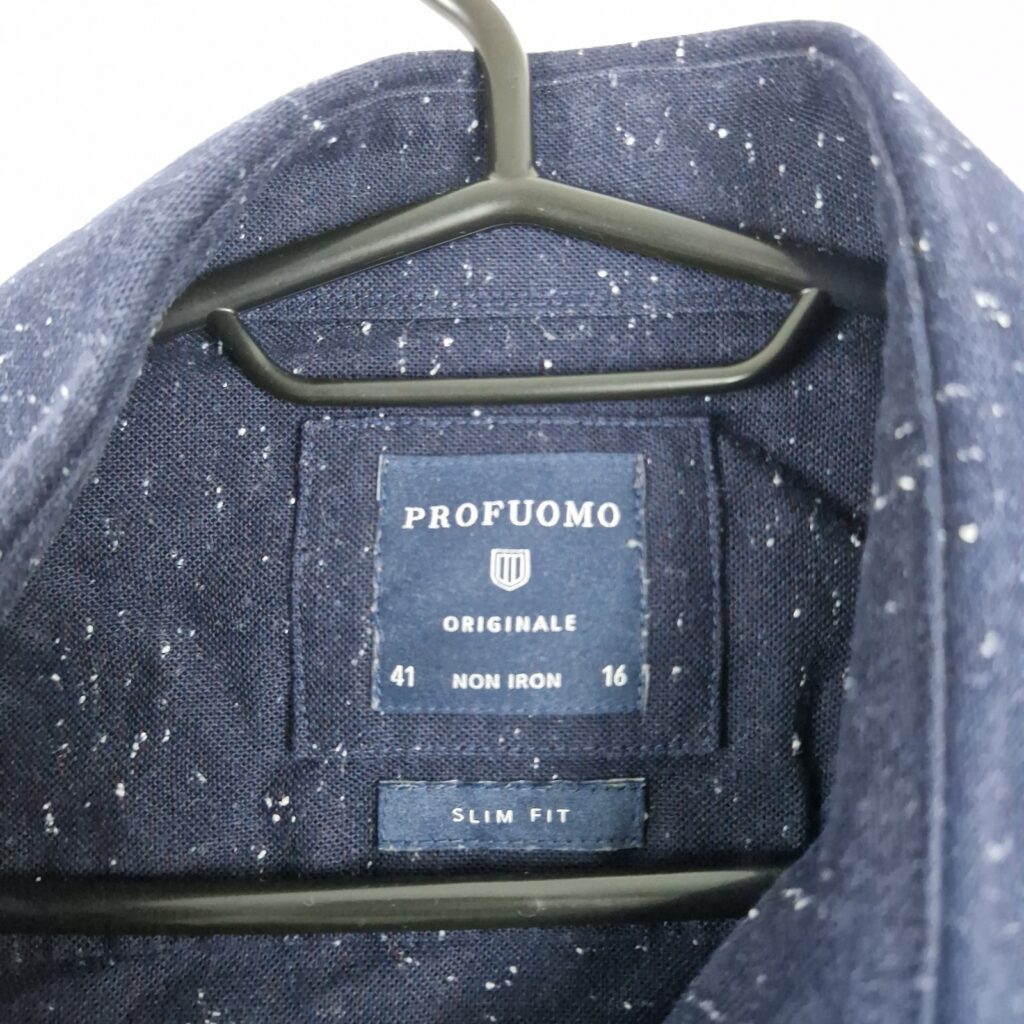 PROFUOMO
ORIGINALE
41 NON IRON 16
SLIM FIT